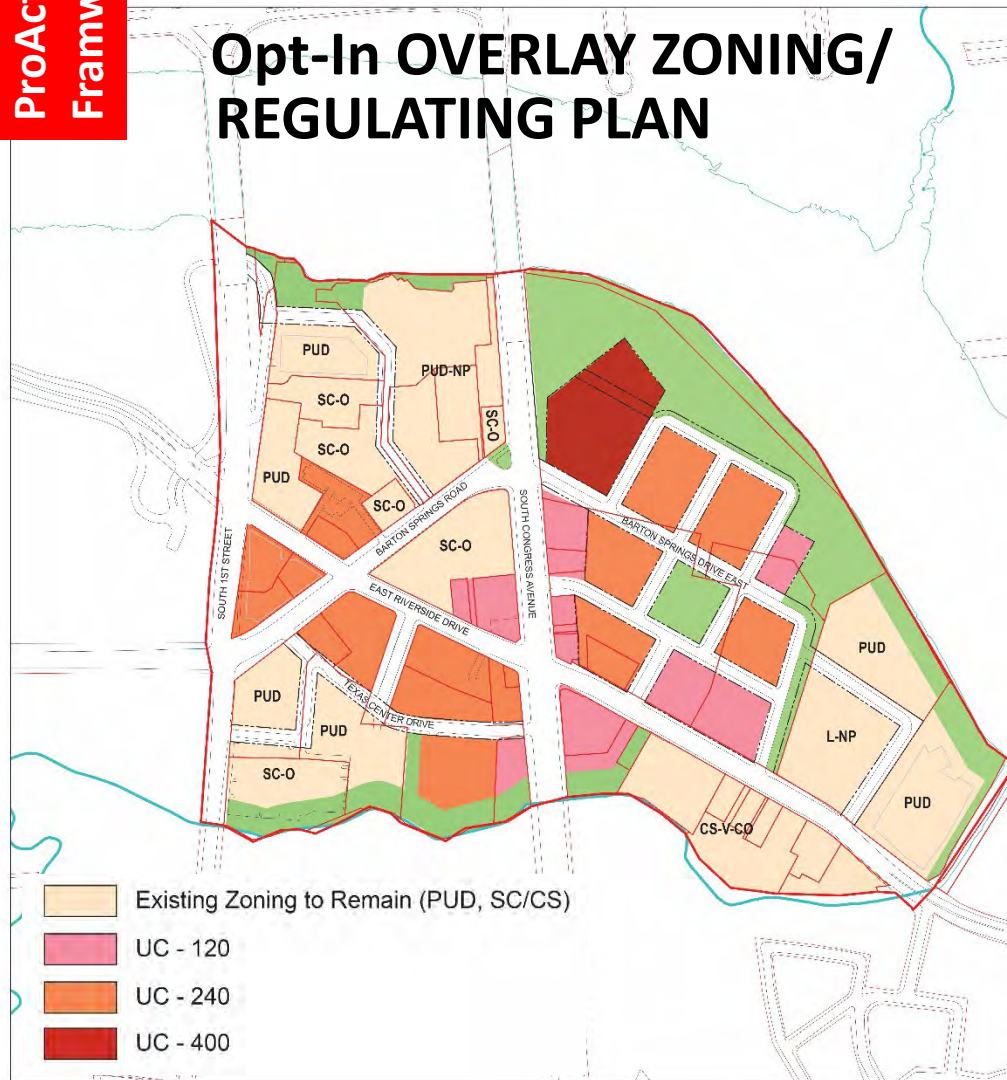 ProAct
Framw
Opt-In OVERLAY ZONING/
REGULATING PLAN
PUD
PUD-NP
SC-O
SC-O
SC-O
PUD
SC-O
BARTON SPRINGS ROAD
SC-O
SOUTH CONGRESS AVENUE
BARTON SPRINGS DRIVE EAST
SOUTH 1ST STREET
EAST RIVERSIDE DRIVE
PUD
PUD
TEXAS CENTER DRIVE
PUD
L-NP
SC-O
PUD
CS-V-CO
Existing Zoning to Remain (PUD, SC/CS)
UC - 120
UC - 240
UC - 400